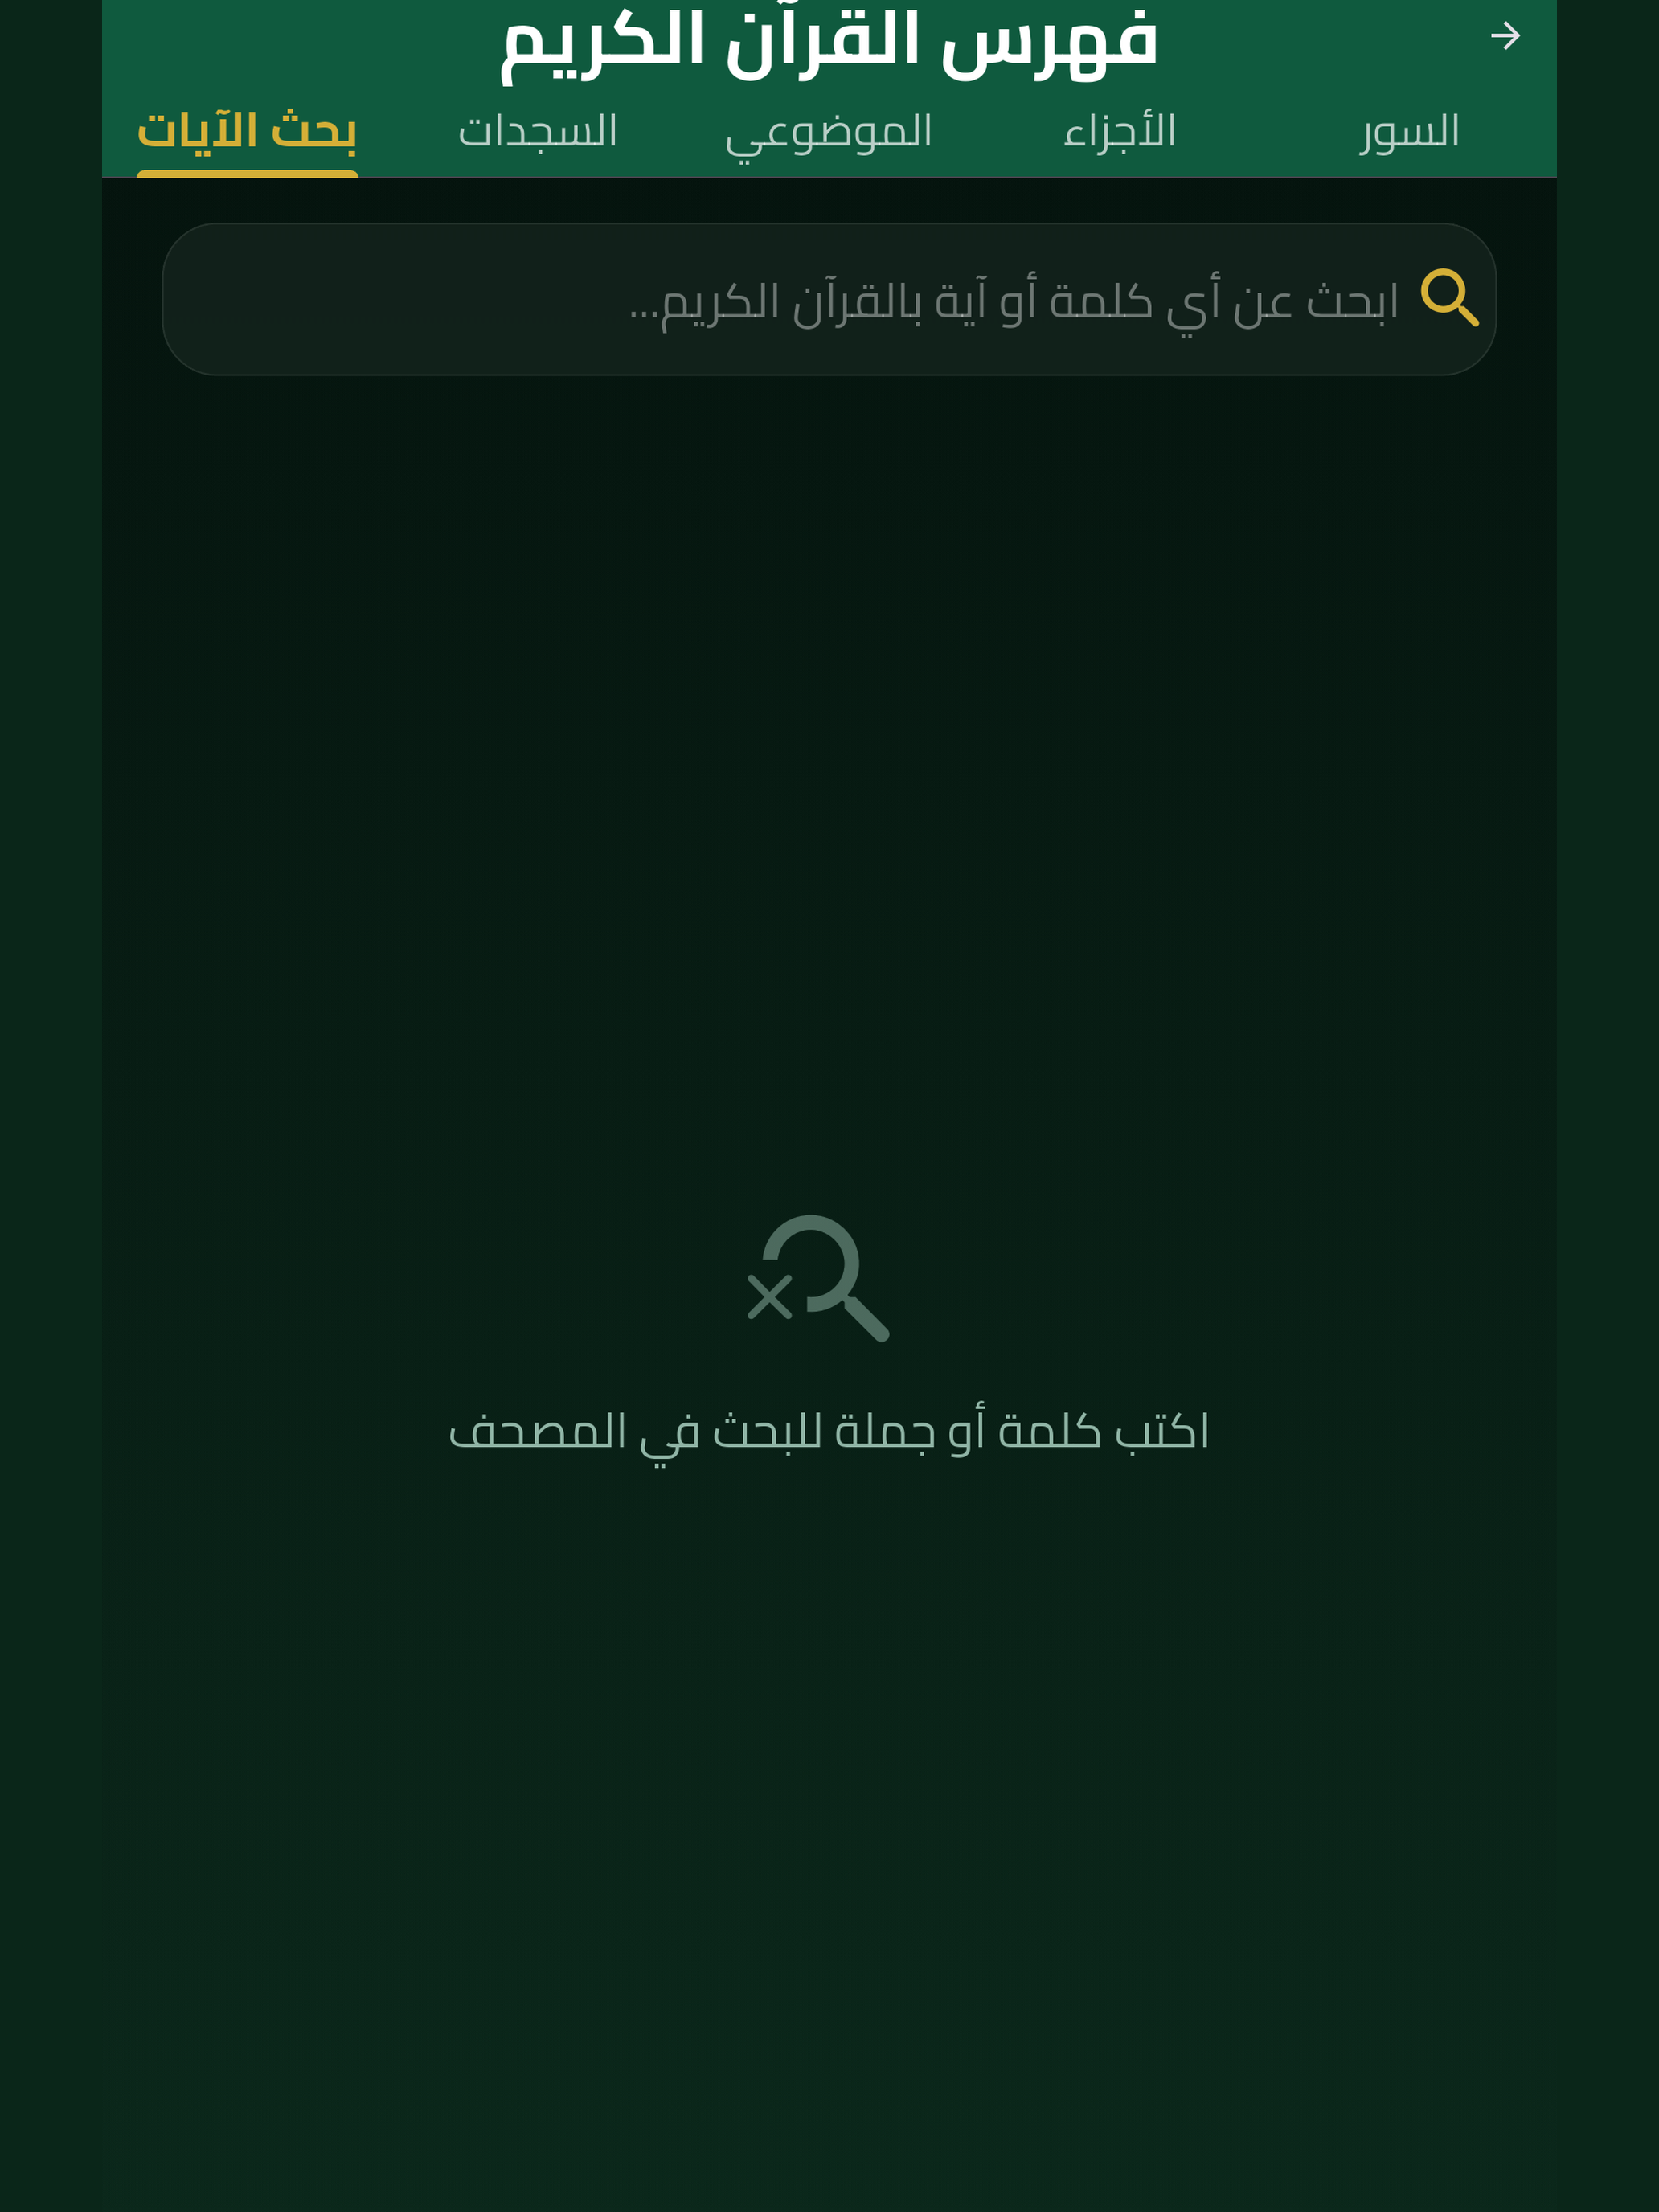 فهرس القرآن الكريم
السور الأجزاء الموضوعي السجدات بحث الآيات
ابحث عن أي كلمة أو آية بالقرآن الكريم...
اكتب كلمة أو جملة للبحث في المصحف